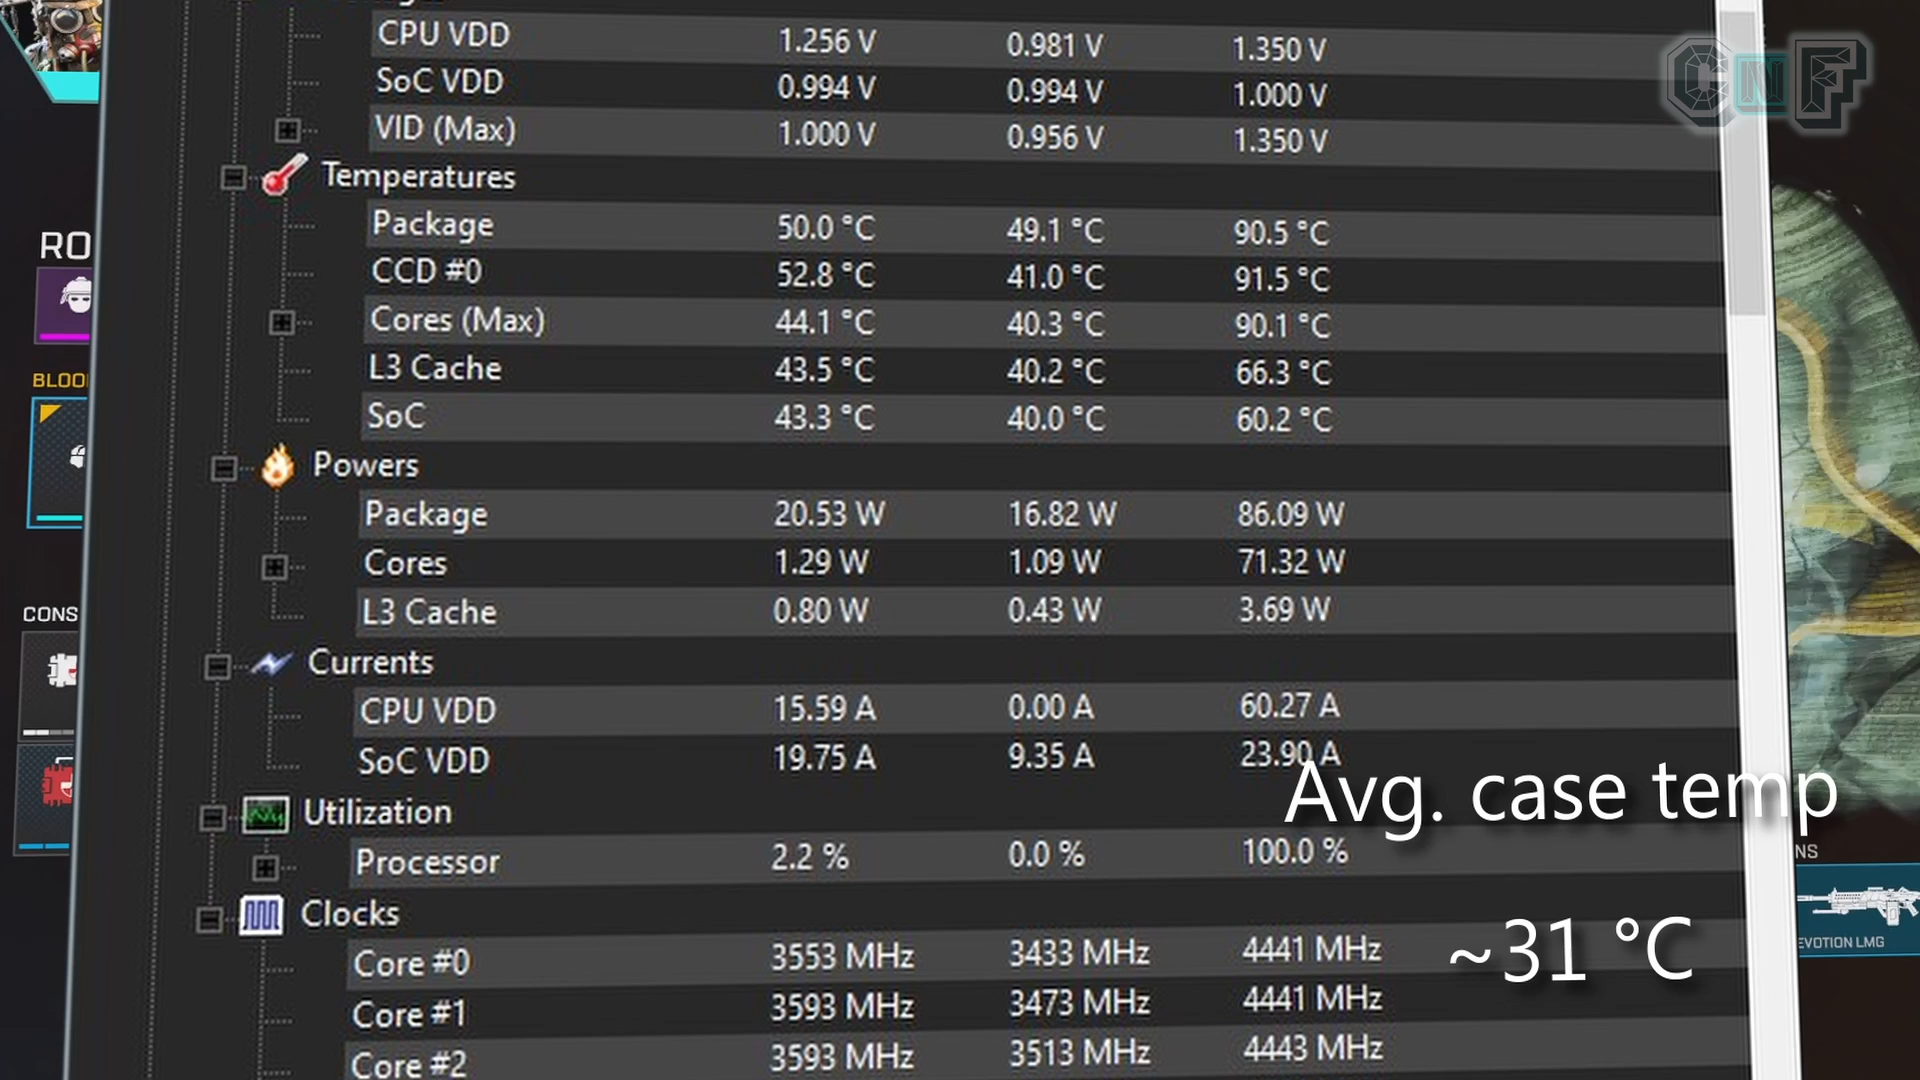 CPU VDD 1.256 V 0.981 V 1.350 V
SoC VDD 0.994 V 0.994 V 1.000 V
VID (Max) 1.000 V 0.956 V 1.350 V
CNF
Temperatures
Package 50.0 °C 49.1 °C 90.5 °C
RO
CCD #0 52.8 °C 41.0 °C 91.5 °C
Cores (Max) 44.1 °C 40.3 °C 90.1 °C
L3 Cache 43.5 °C 40.2 °C 66.3 °C
BLOO
SoC 43.3 °C 40.0 °C 60.2 °C
Powers
Package 20.53 W 16.82 W 86.09 W
Cores 1.29 W 1.09 W 71.32 W
L3 Cache 0.80 W 0.43 W 3.69 W
CONS
Currents
CPU VDD 15.59 A 0.00 A 60.27 A
SoC VDD 19.75 A 9.35 A 23.90 A
Avg. case temp
Utilization
Processor 2.2 % 0.0 % 100.0 %
NS
Clocks
~31 °C
EVOTION LMG
Core #0 3553 MHz 3433 MHz 4441 MHz
Core #1 3593 MHz 3473 MHz 4441 MHz
Core #2 3593 MHz 3513 MHz 4443 MHz